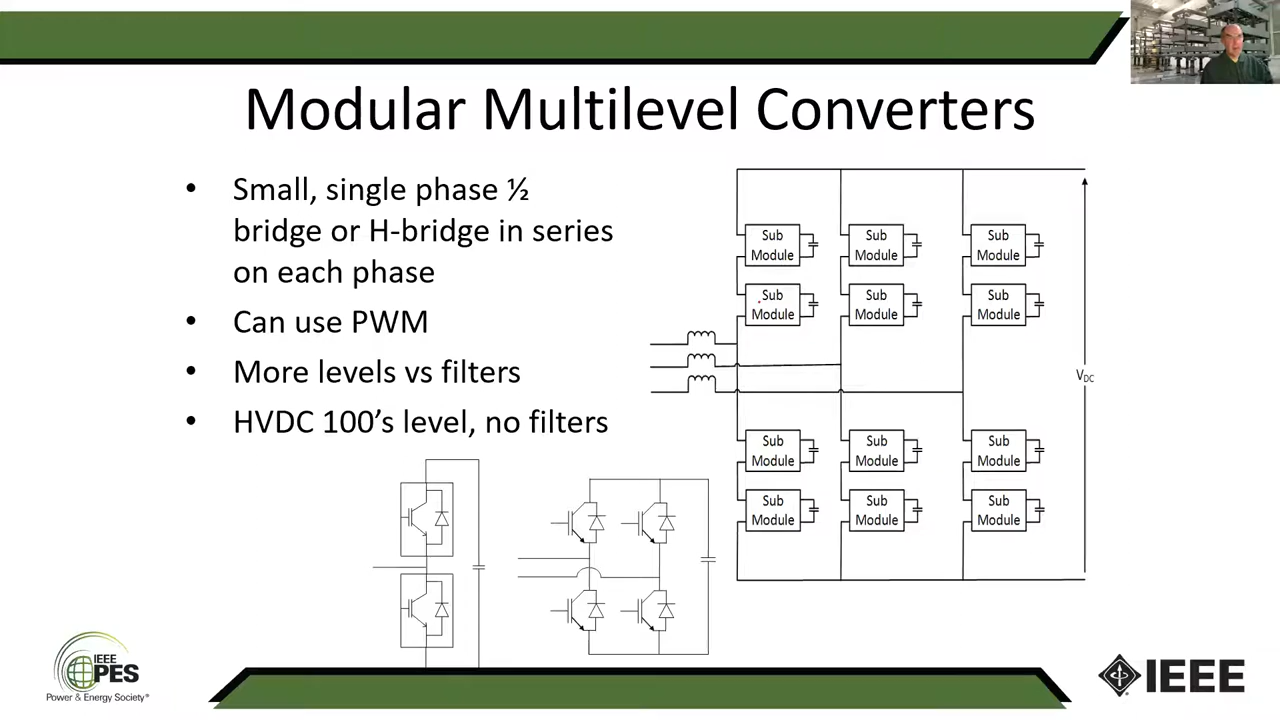 Modular Multilevel Converters
• Small, single phase ½
bridge or H-bridge in series
on each phase
• Can use PWM
• More levels vs filters
• HVDC 100’s level, no filters
Sub
Module
Sub
Module
Sub
Module
Sub
Module
Sub
Module
Sub
Module
VDC
Sub
Module
Sub
Module
Sub
Module
Sub
Module
Sub
Module
Sub
Module
IEEE
PES
Power & Energy Society®
IEEE